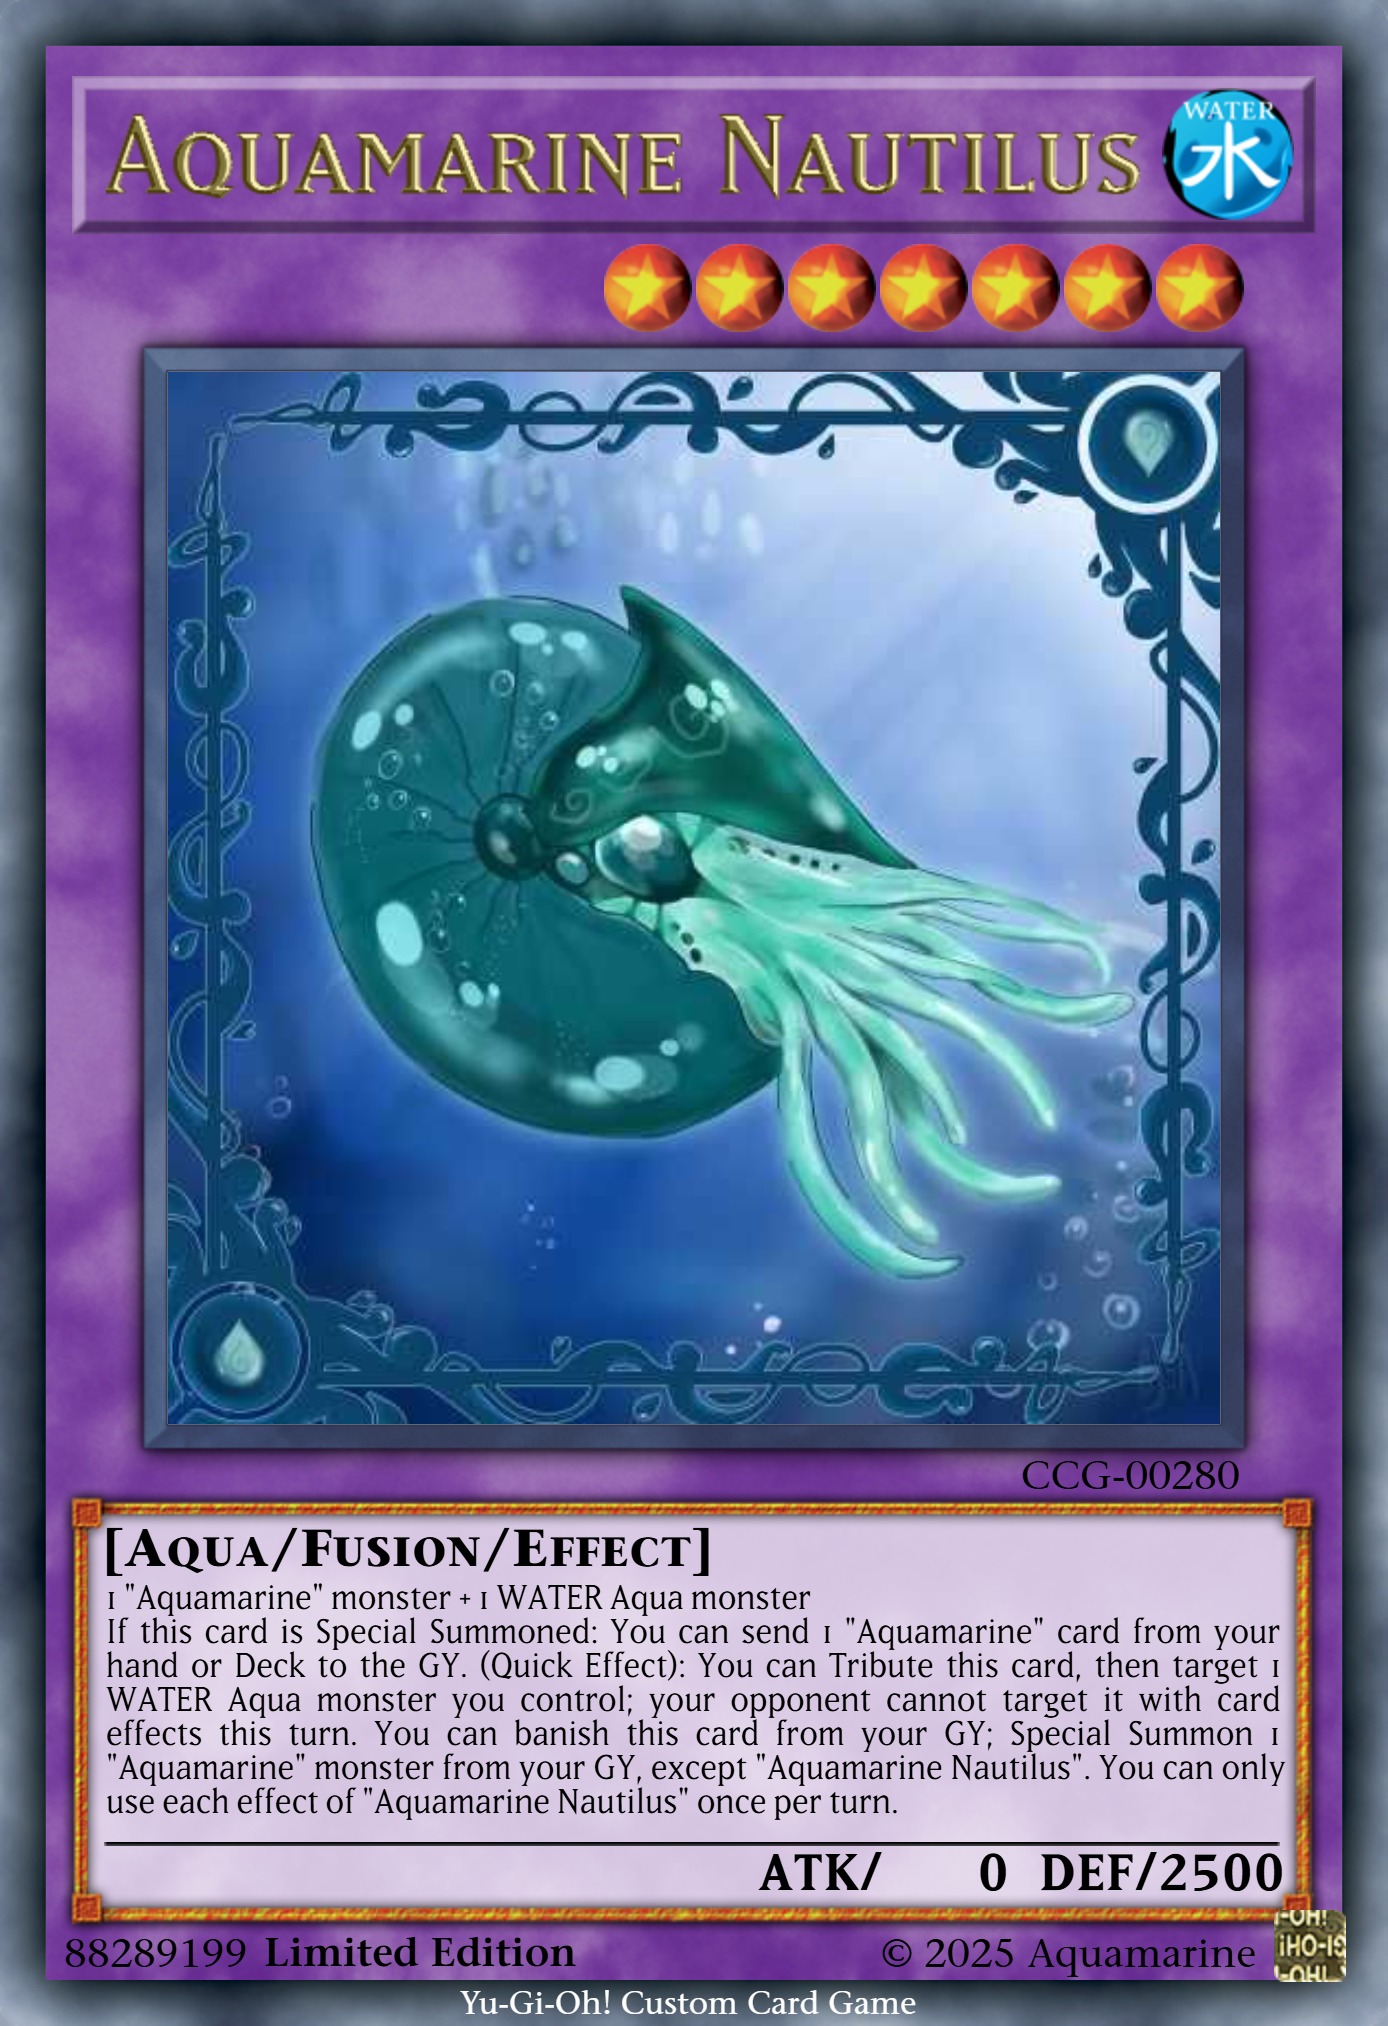 Aquamarine Nautilus
WATER
水
CCG-00280
[Aqua/Fusion/Effect]
1 "Aquamarine" monster + 1 WATER Aqua monster
If this card is Special Summoned: You can send 1 "Aquamarine" card from your
hand or Deck to the GY. (Quick Effect): You can Tribute this card, then target 1
WATER Aqua monster you control; your opponent cannot target it with card
effects this turn. You can banish this card from your GY; Special Summon 1
"Aquamarine" monster from your GY, except "Aquamarine Nautilus". You can only
use each effect of "Aquamarine Nautilus" once per turn.
ATK/ 0 DEF/2500
88289199 Limited Edition
© 2025 Aquamarine
Yu-Gi-Oh! Custom Card Game